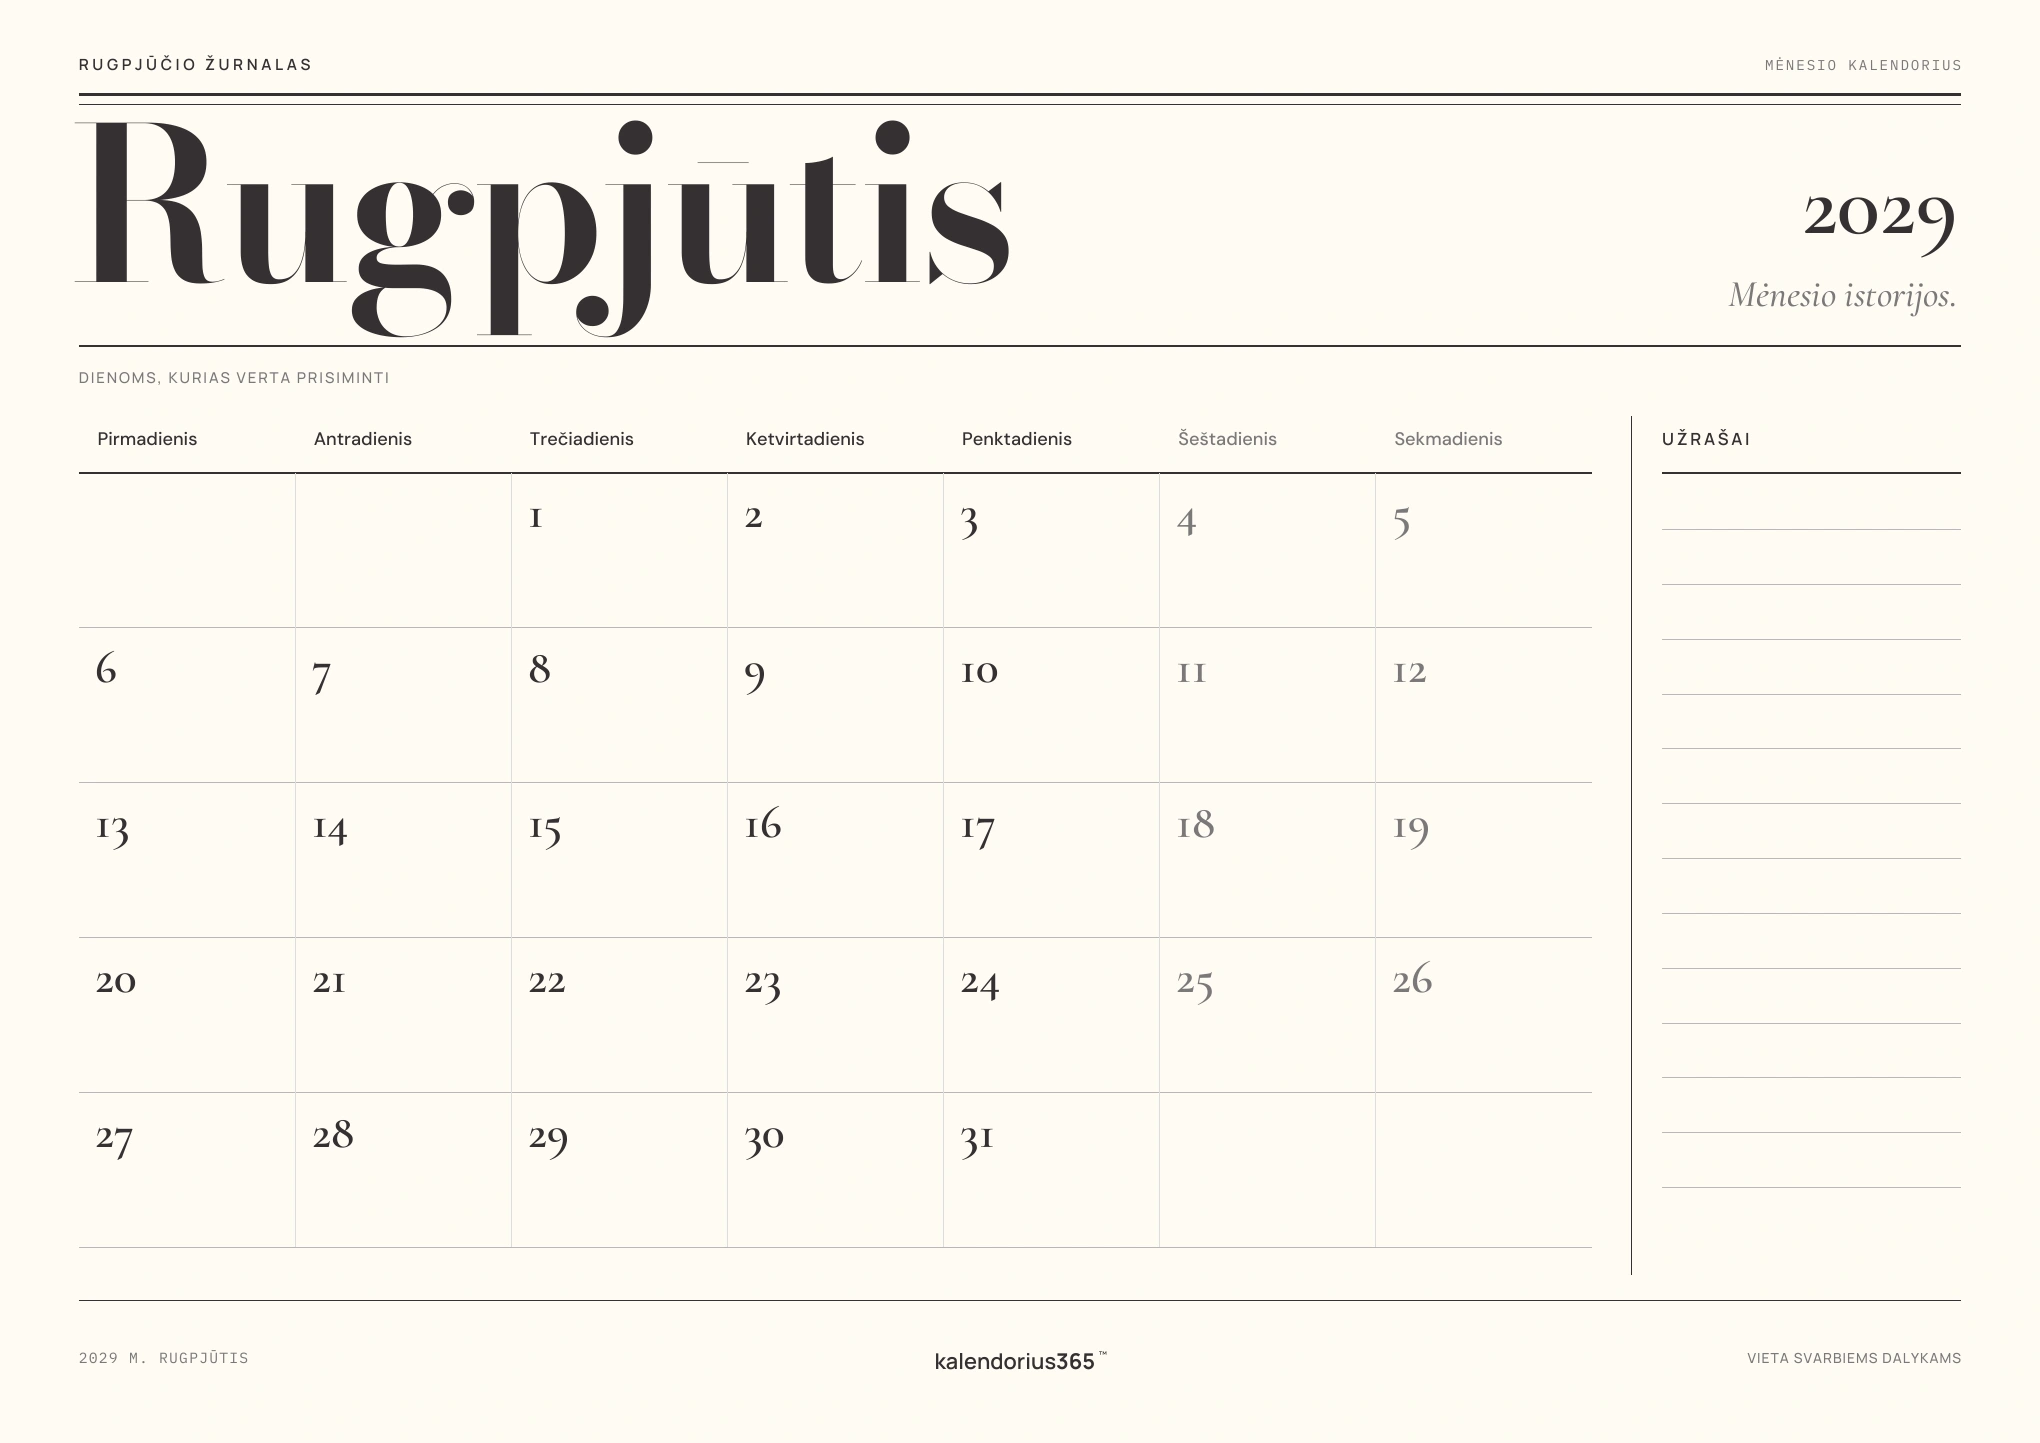 RUGPJŪČIO ŽURNALAS
MĖNESIO KALENDORIUS
Rugpjūtis
2029
Mėnesio istorijos.
DIENOMS, KURIAS VERTA PRISIMINTI
Pirmadienis Antradienis Trečiadienis Ketvirtadienis Penktadienis Šeštadienis Sekmadienis
UŽRAŠAI
1 2 3 4 5
6 7 8 9 10 11 12
13 14 15 16 17 18 19
20 21 22 23 24 25 26
27 28 29 30 31
2029 M. RUGPJŪTIS
kalendorius365™
VIETA SVARBIEMS DALYKAMS